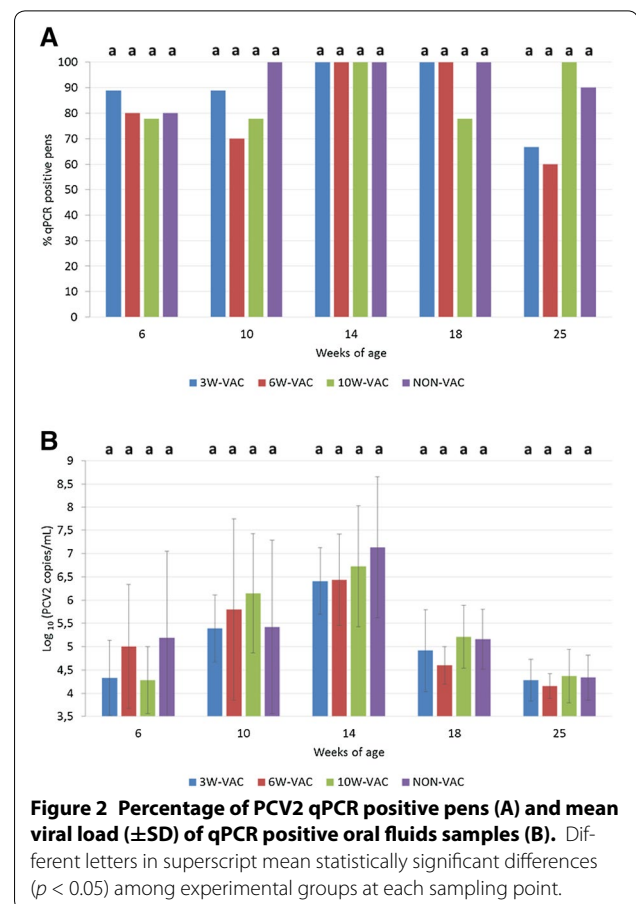 A
a a a a a a a a a a a a a a a a a a a a
100
90
80
70
60
50
40
30
20
10
0
% qPCR positive pens
6 10 14 18 25
Weeks of age
3W-VAC 6W-VAC 10W-VAC NON-VAC
B
a a a a a a a a a a a a a a a a a a a a
9
8,5
8
7,5
7
6,5
6
5,5
5
4,5
4
3,5
Log 10 (PCV2 copies/mL)
6 10 14 18 25
Weeks of age
3W-VAC 6W-VAC 10W-VAC NON-VAC
Figure 2 Percentage of PCV2 qPCR positive pens (A) and mean
viral load (±SD) of qPCR positive oral fluids samples (B). Dif-
ferent letters in superscript mean statistically significant differences
(p < 0.05) among experimental groups at each sampling point.